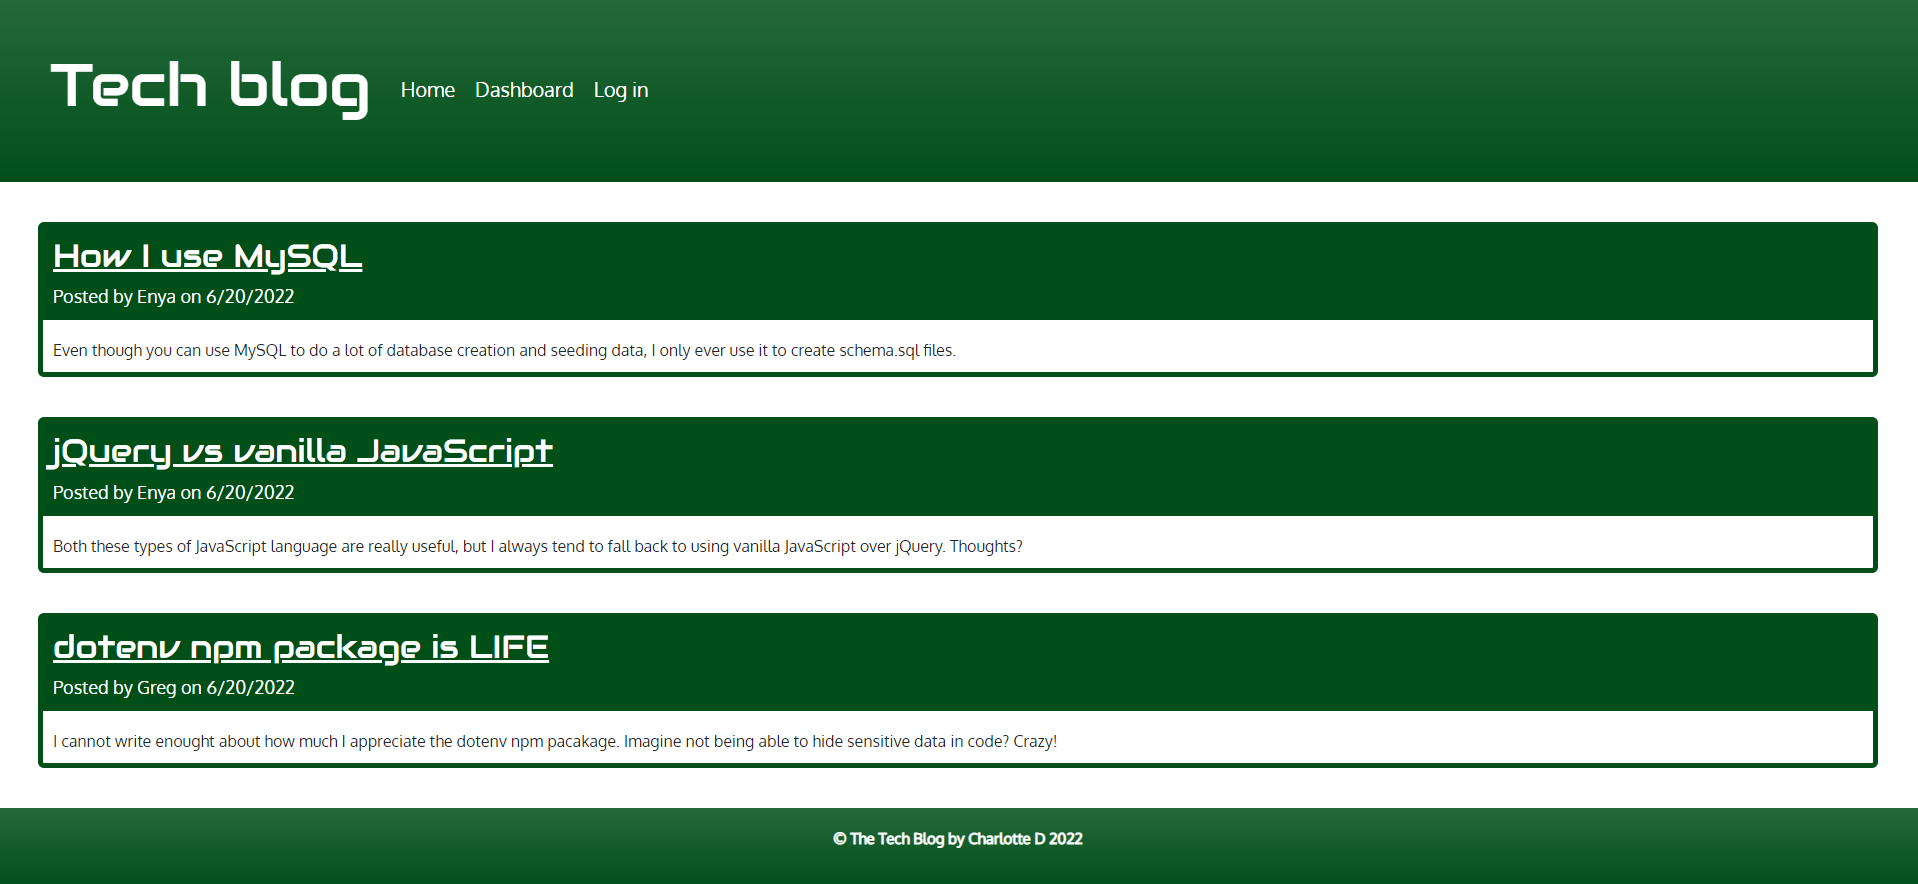 Tech blog
Home Dashboard Log in
How I use MySQL
Posted by Enya on 6/20/2022
Even though you can use MySQL to do a lot of database creation and seeding data, I only ever use it to create schema.sql files.
jQuery vs vanilla JavaScript
Posted by Enya on 6/20/2022
Both these types of JavaScript language are really useful, but I always tend to fall back to using vanilla JavaScript over jQuery. Thoughts?
dotenv npm package is LIFE
Posted by Greg on 6/20/2022
I cannot write enought about how much I appreciate the dotenv npm pacakage. Imagine not being able to hide sensitive data in code? Crazy!
© The Tech Blog by Charlotte D 2022